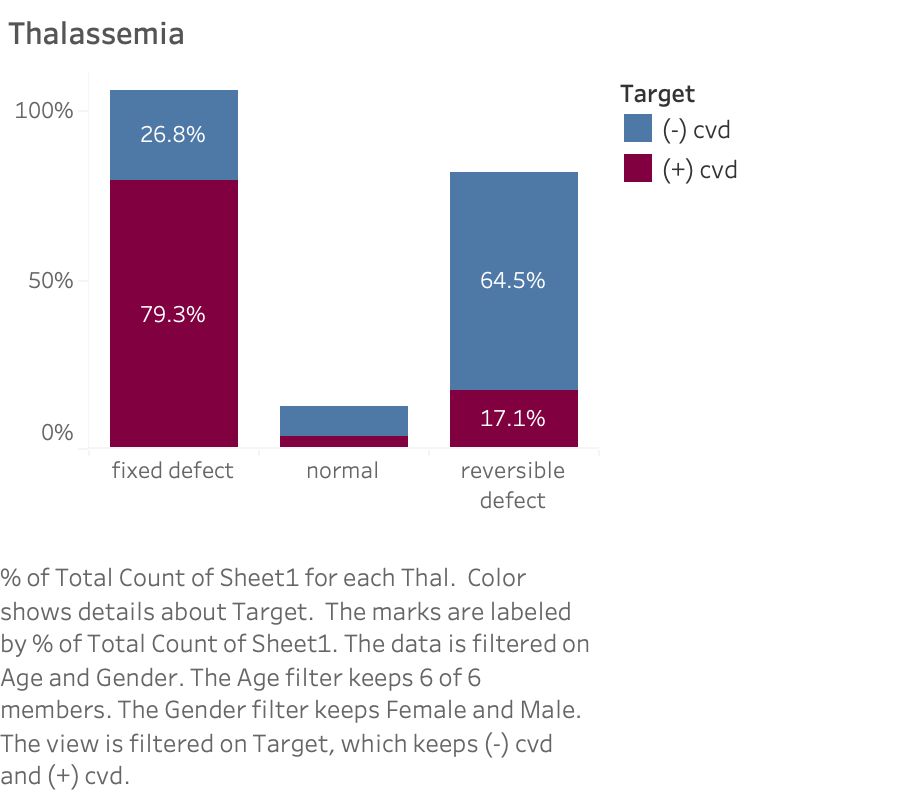 Thalassemia
100%
50%
0%
26.8%
79.3%
64.5%
17.1%
fixed defect
normal
reversible
defect
Target
(-) cvd
(+) cvd
% of Total Count of Sheet1 for each Thal.  Color
shows details about Target.  The marks are labeled
by % of Total Count of Sheet1. The data is filtered on
Age and Gender. The Age filter keeps 6 of 6
members. The Gender filter keeps Female and Male.
The view is filtered on Target, which keeps (-) cvd
and (+) cvd.